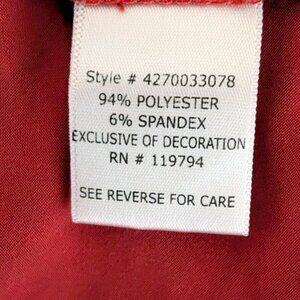 Style # 4270033078
94% POLYESTER
6% SPANDEX
EXCLUSIVE OF DECORATION
RN # 119794
SEE REVERSE FOR CARE